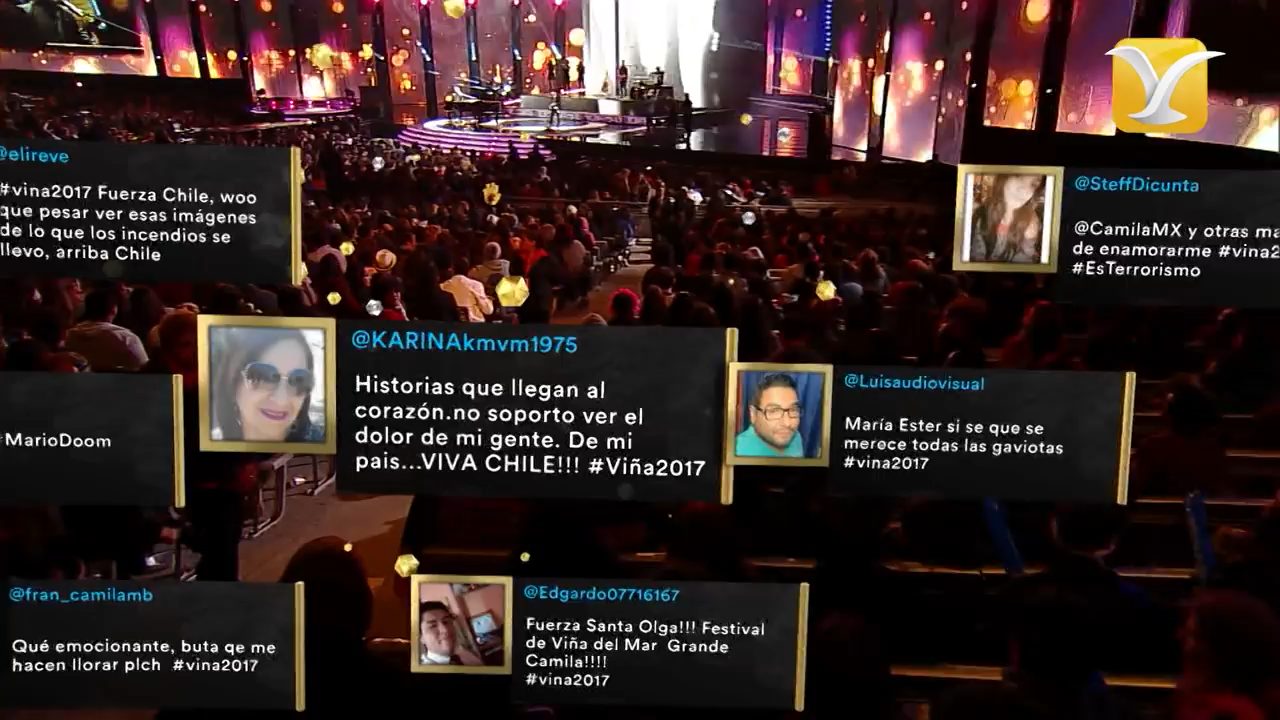 @elireve
#vina2017 Fuerza Chile, woo
que pesar ver esas imágenes
de lo que los incendios se
llevo, arriba Chile
@SteffDicunta
@CamilaMX y otras
de enamorarme
#EsTerrorismo
@KARINAkmvm1975
Historias que llegan al
corazón.no soporto ver el
dolor de mi gente. De mi
pais...VIVA CHILE!!! #Viña2017
@Luisaudiovisual
María Ester si se que se
merece todas las gaviotas
#vina2017
MarioDoom
@fran_camilamb
Qué emocionante, buta qe me
hacen llorar plch #vina2017
@Edgardo07716167
Fuerza Santa Olga!!! Festival
de Viña del Mar Grande
Camila!!!!
#vina2017